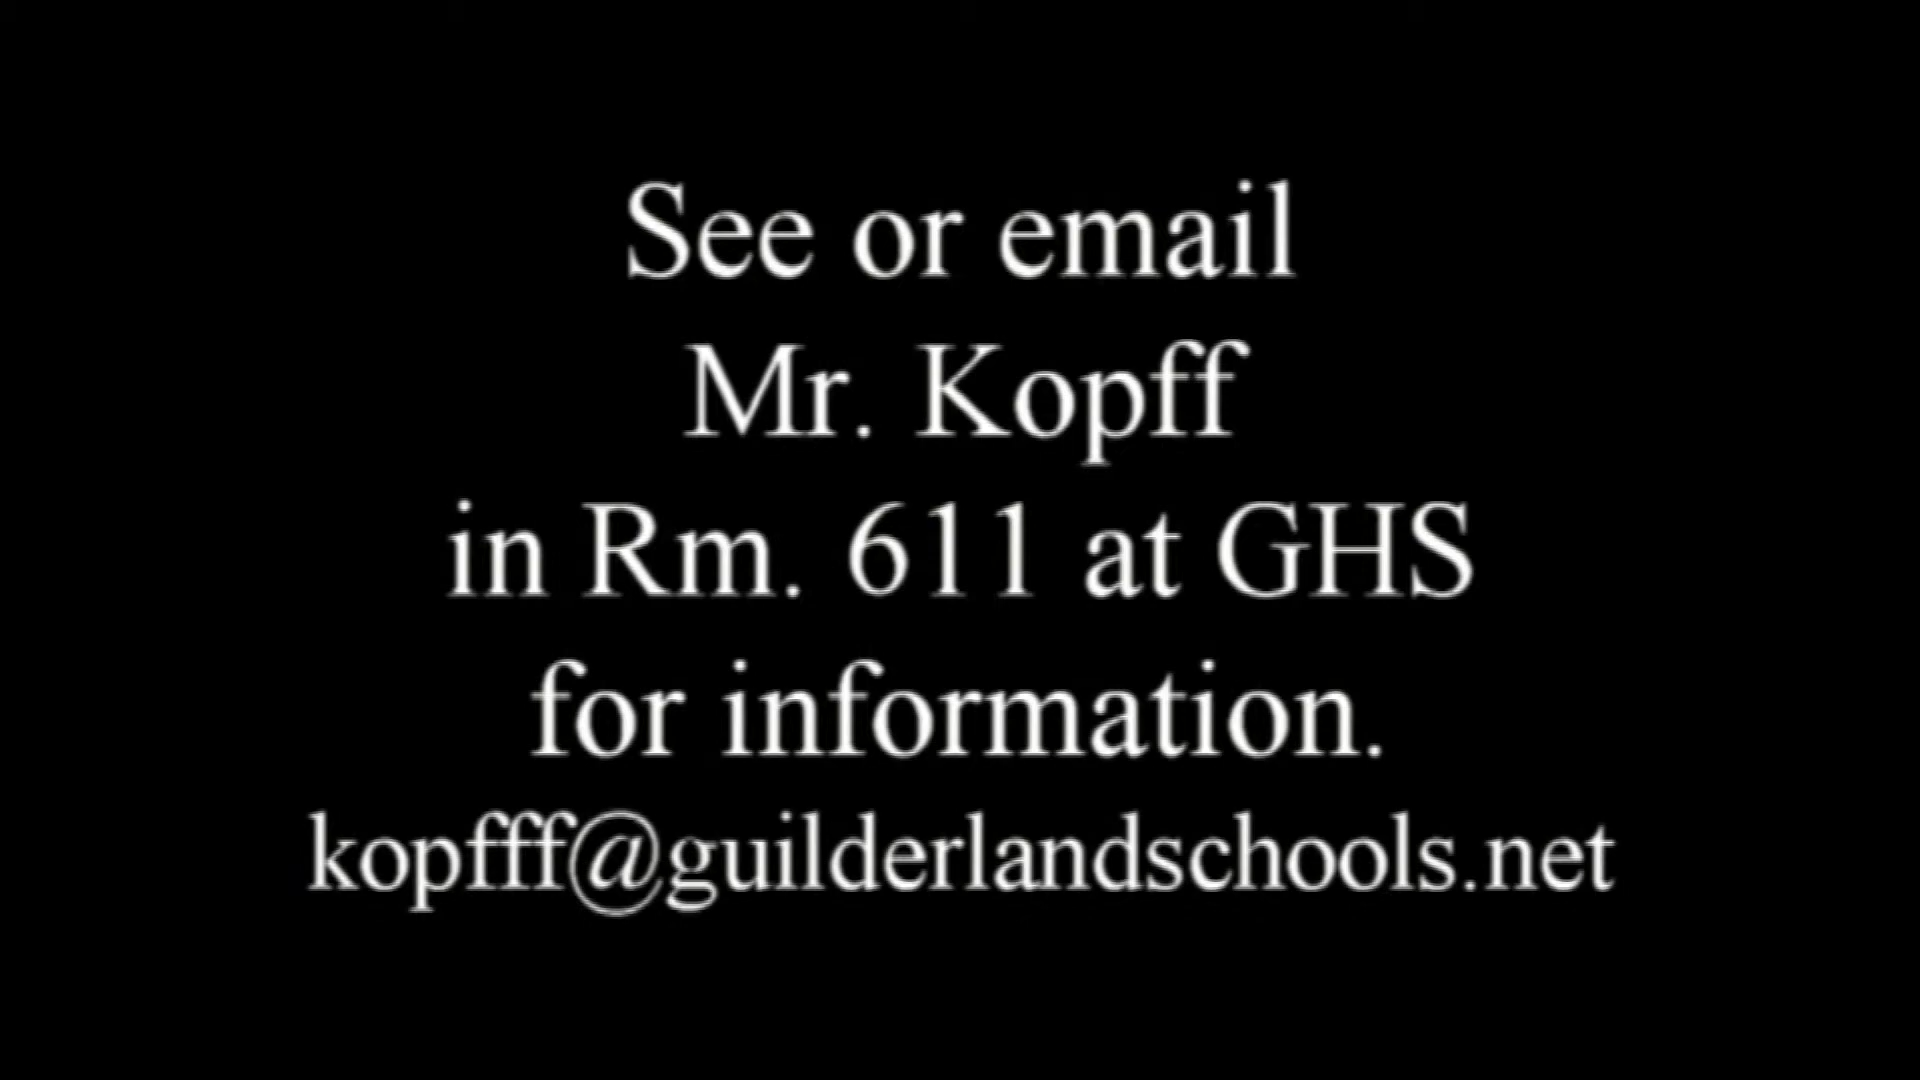 See or email
Mr. Kopff
in Rm. 611 at GHS
for information.
kopfff@guilderlandschools.net